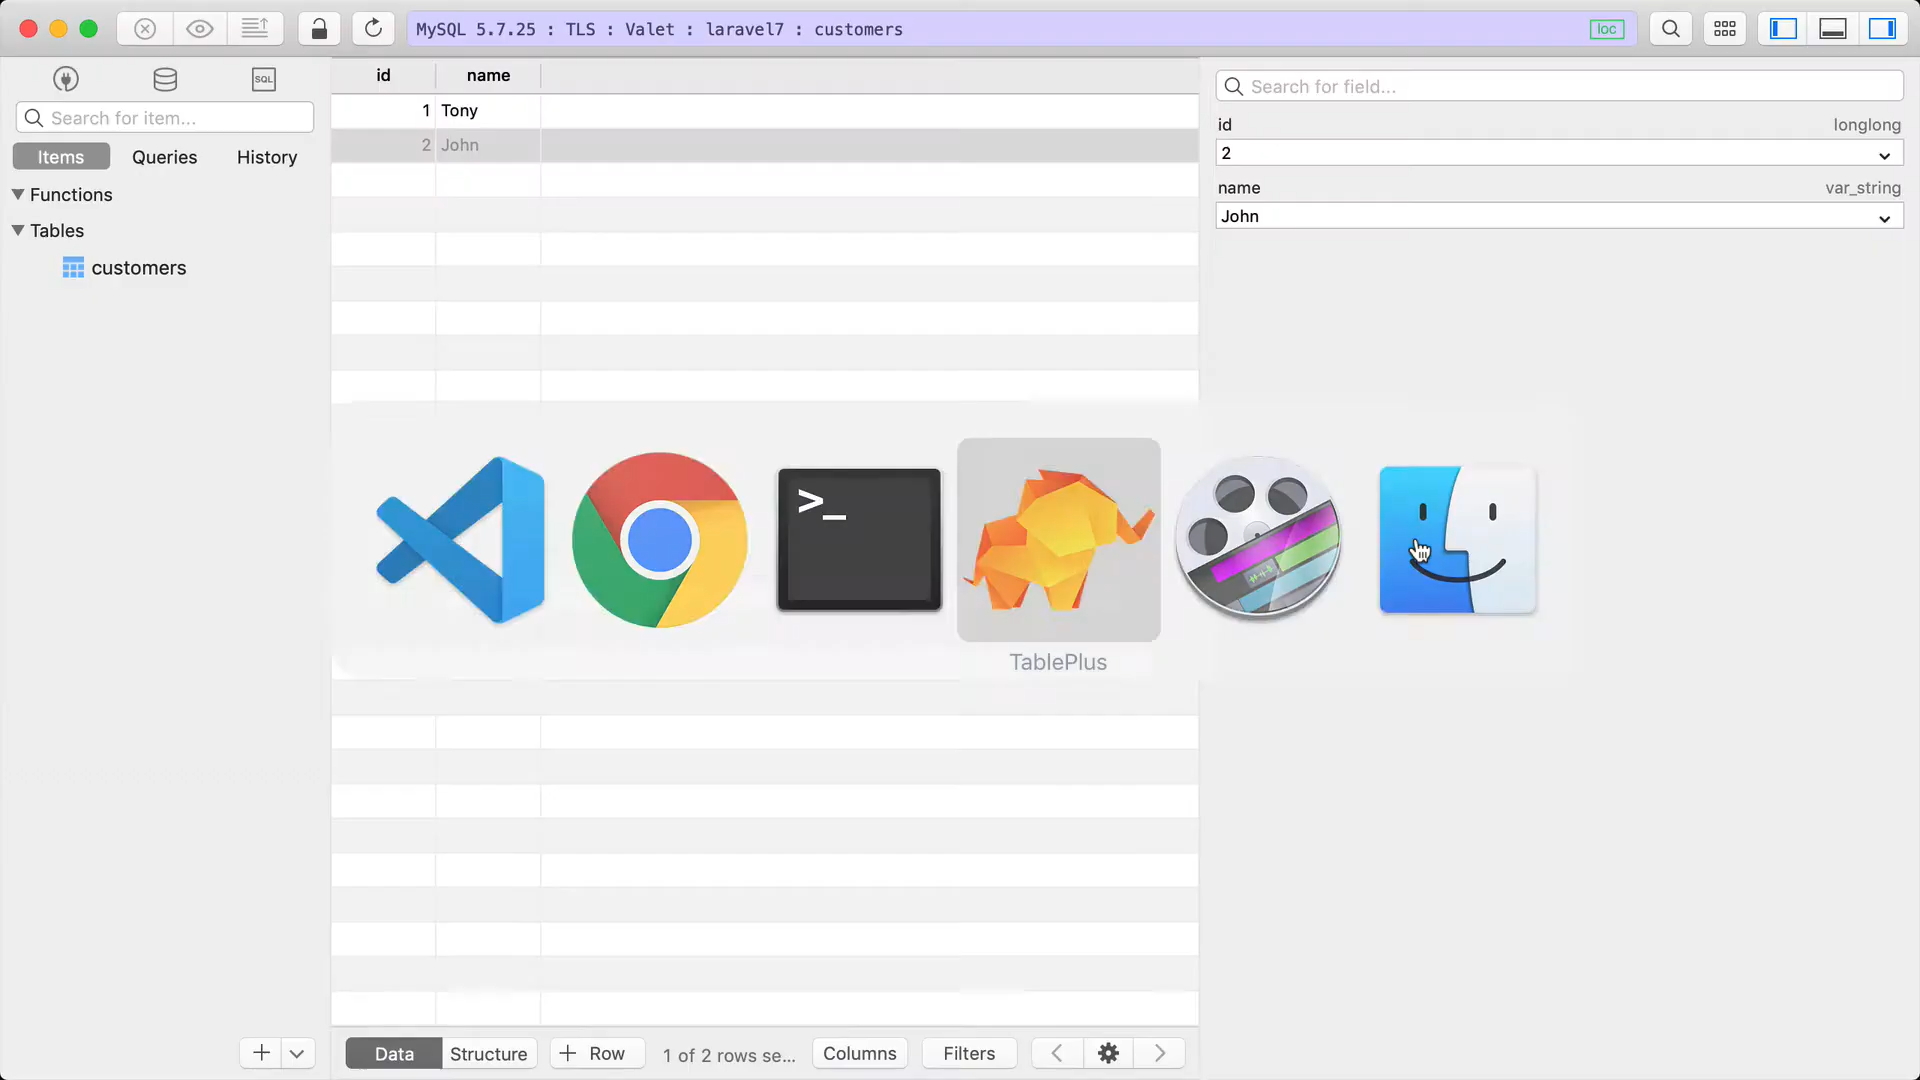 MySQL 5.7.25 : TLS : Valet : laravel7 : customers
loc
SQL
Search for item...
Items Queries History
Functions
Tables
customers
id name
1 Tony
2 John
Search for field...
id longlong
2
name var_string
John
>_
TablePlus
Data Structure
+ Row
1 of 2 rows se...
Columns
Filters